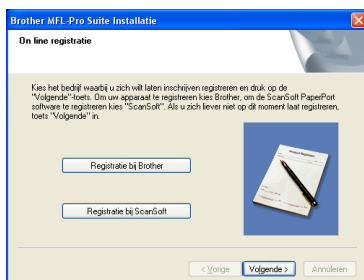 Brother MFL-Pro Suite Installatie
On line registratie
Kies het bedrijf waarbij u zich wilt laten inschrijven registreren en druk op de
"Volgende"-toets. Om uw apparaat te registreren kies Brother, om de ScanSoft PaperPort
software te registreren kies "ScanSoft". Als u zich liever niet op dit moment laat registreren,
toets "Volgende" in.
Registratie bij Brother
Registratie bij ScanSoft
< Vorige
Volgende >
Annuleren